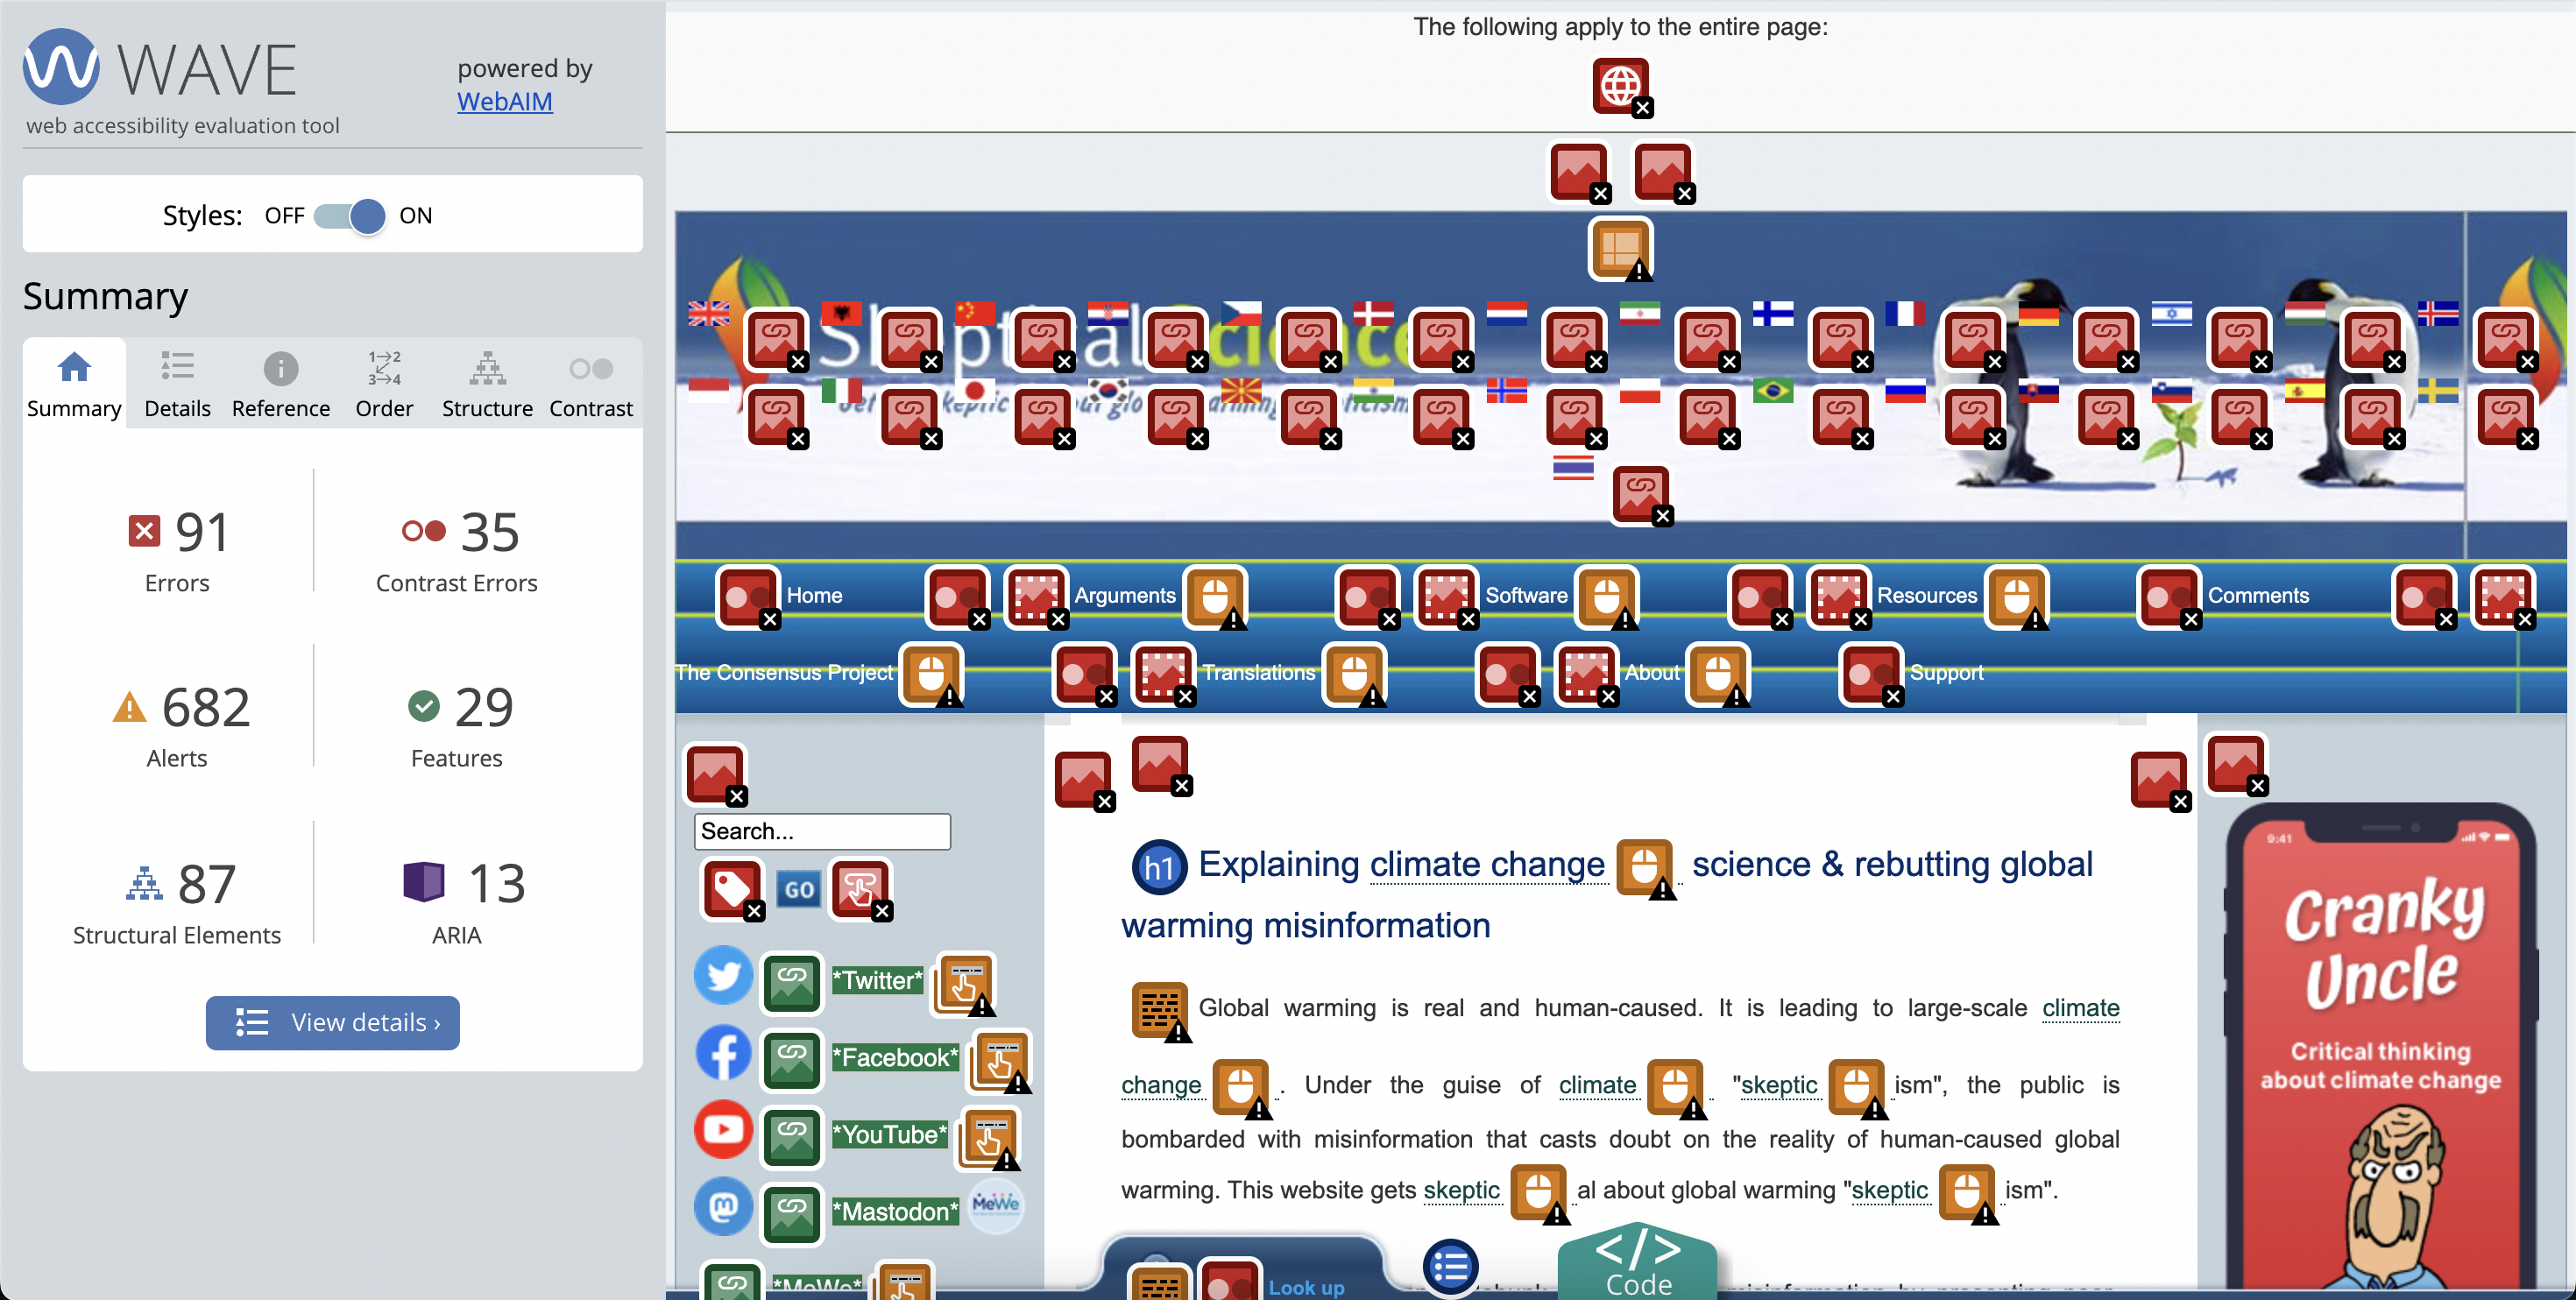 WAVE
powered by
WebAIM
web accessibility evaluation tool
Styles: OFF ON
Summary
Summary Details Reference Order Structure Contrast
91 Errors
35 Contrast Errors
682 Alerts
29 Features
87 Structural Elements
13 ARIA
View details ›
The following apply to the entire page:
Home Arguments Software Resources Comments
The Consensus Project Translations About Support
Search...
GO
*Twitter*
*Facebook*
*YouTube*
*Mastodon* MeWe
*MeWe*
h1 Explaining climate change science & rebutting global
warming misinformation
Global warming is real and human-caused. It is leading to large-scale climate
change . Under the guise of climate "skeptic ism", the public is
bombarded with misinformation that casts doubt on the reality of human-caused global
warming. This website gets skeptic al about global warming "skeptic ism".
Look up
</> Code
9:41
Cranky
Uncle
Critical thinking
about climate change